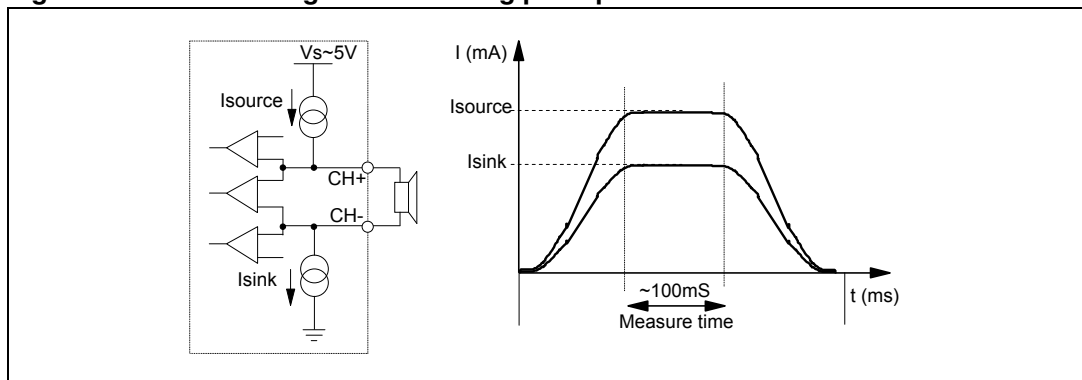 Vs~5V
Isource
CH+
CH-
Isink
I (mA)
Isource
Isink
~100mS
Measure time
t (ms)